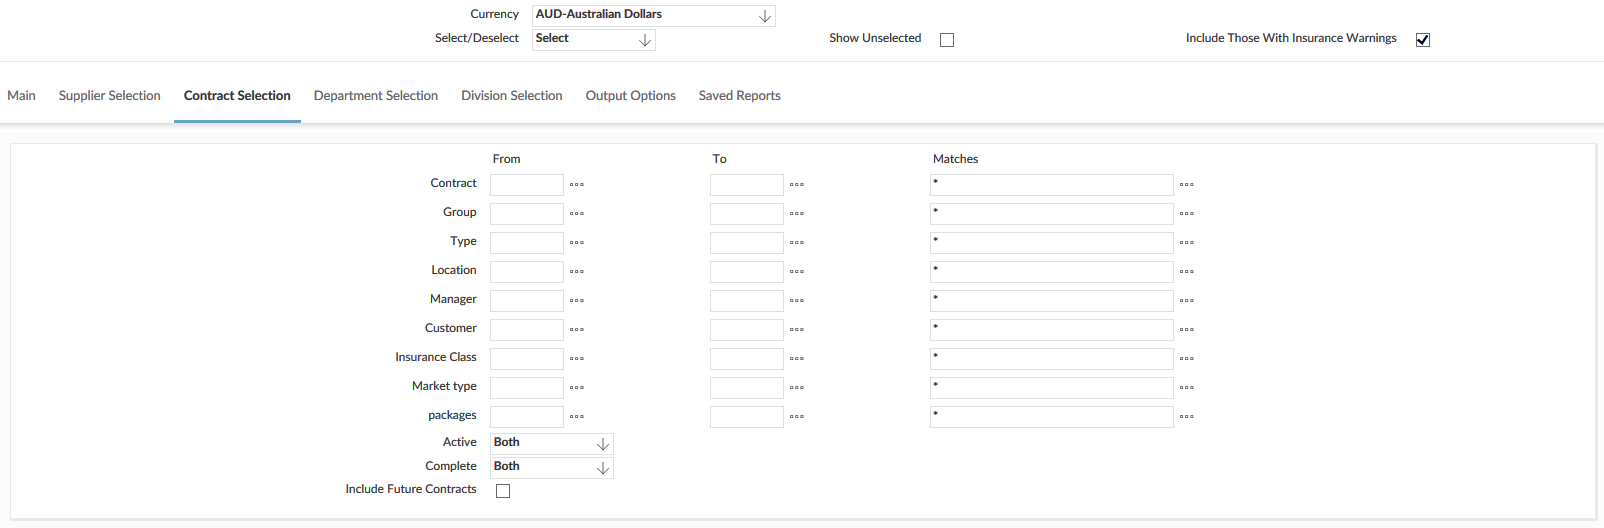 Currency AUD-Australian Dollars
Select/Deselect Select Show Unselected Include Those With Insurance Warnings
Main Supplier Selection Contract Selection Department Selection Division Selection Output Options Saved Reports
From To Matches
Contract *
Group *
Type *
Location *
Manager *
Customer *
Insurance Class *
Market type *
packages *
Active Both
Complete Both
Include Future Contracts